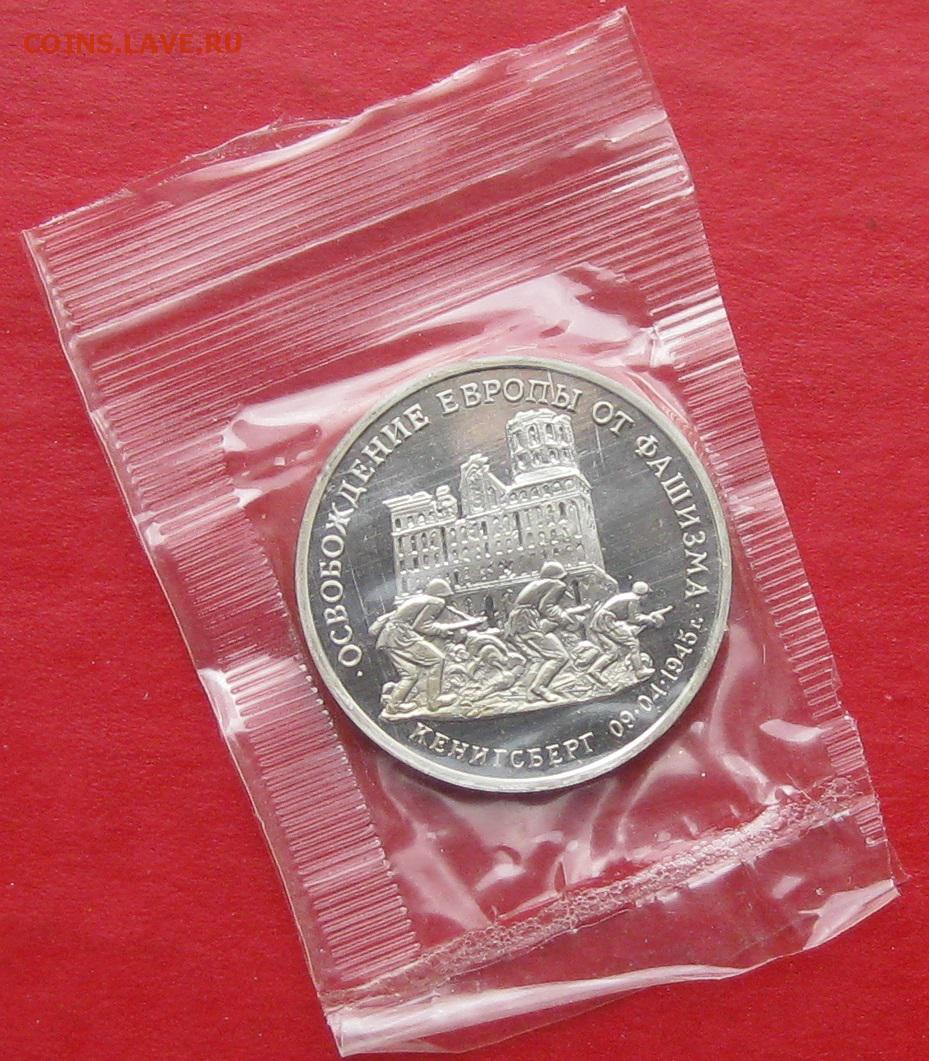 COINS.LAVE.RU
·ОСВОБОЖДЕНИЕ ЕВРОПЫ ОТ ФАШИЗМА·
КЕНИГСБЕРГ 09·04·1945г.